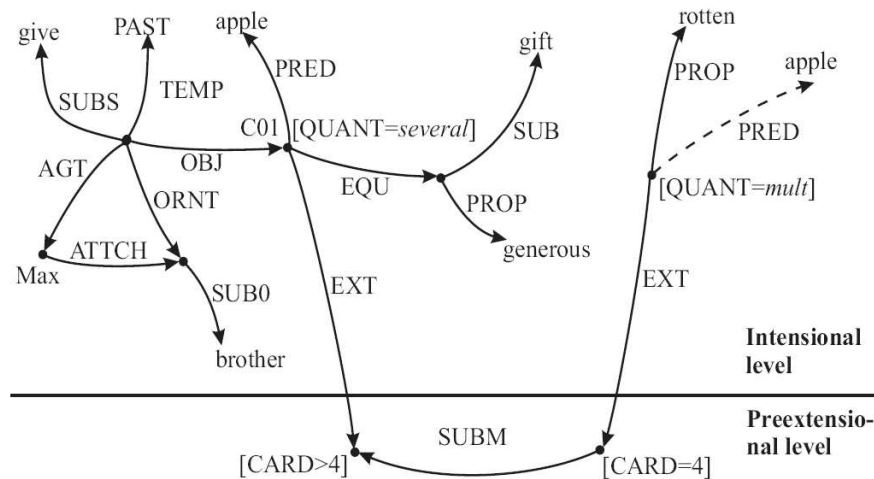 give
PAST
apple
gift
rotten
apple
PRED
PROP
SUBS
TEMP
C01 [QUANT=several]
SUB
PRED
OBJ
AGT
EQU
[QUANT=mult]
ORNT
PROP
ATTCH
generous
Max
EXT
EXT
SUB0
brother
Intensional
level
Preextensio-
nal level
SUBM
[CARD>4]
[CARD=4]